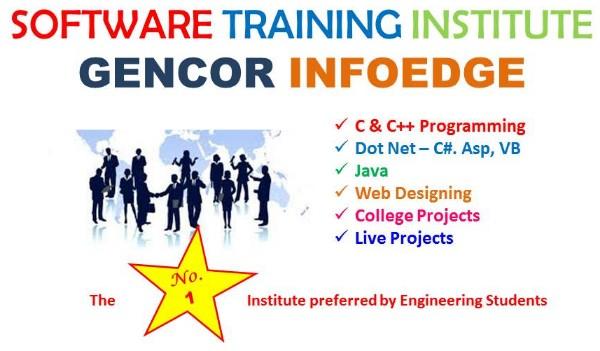 SOFTWARE TRAINING INSTITUTE
GENCOR INFOEDGE
✓ C & C++ Programming
✓ Dot Net – C#. Asp, VB
✓ Java
✓ Web Designing
✓ College Projects
✓ Live Projects
The No. 1 Institute preferred by Engineering Students